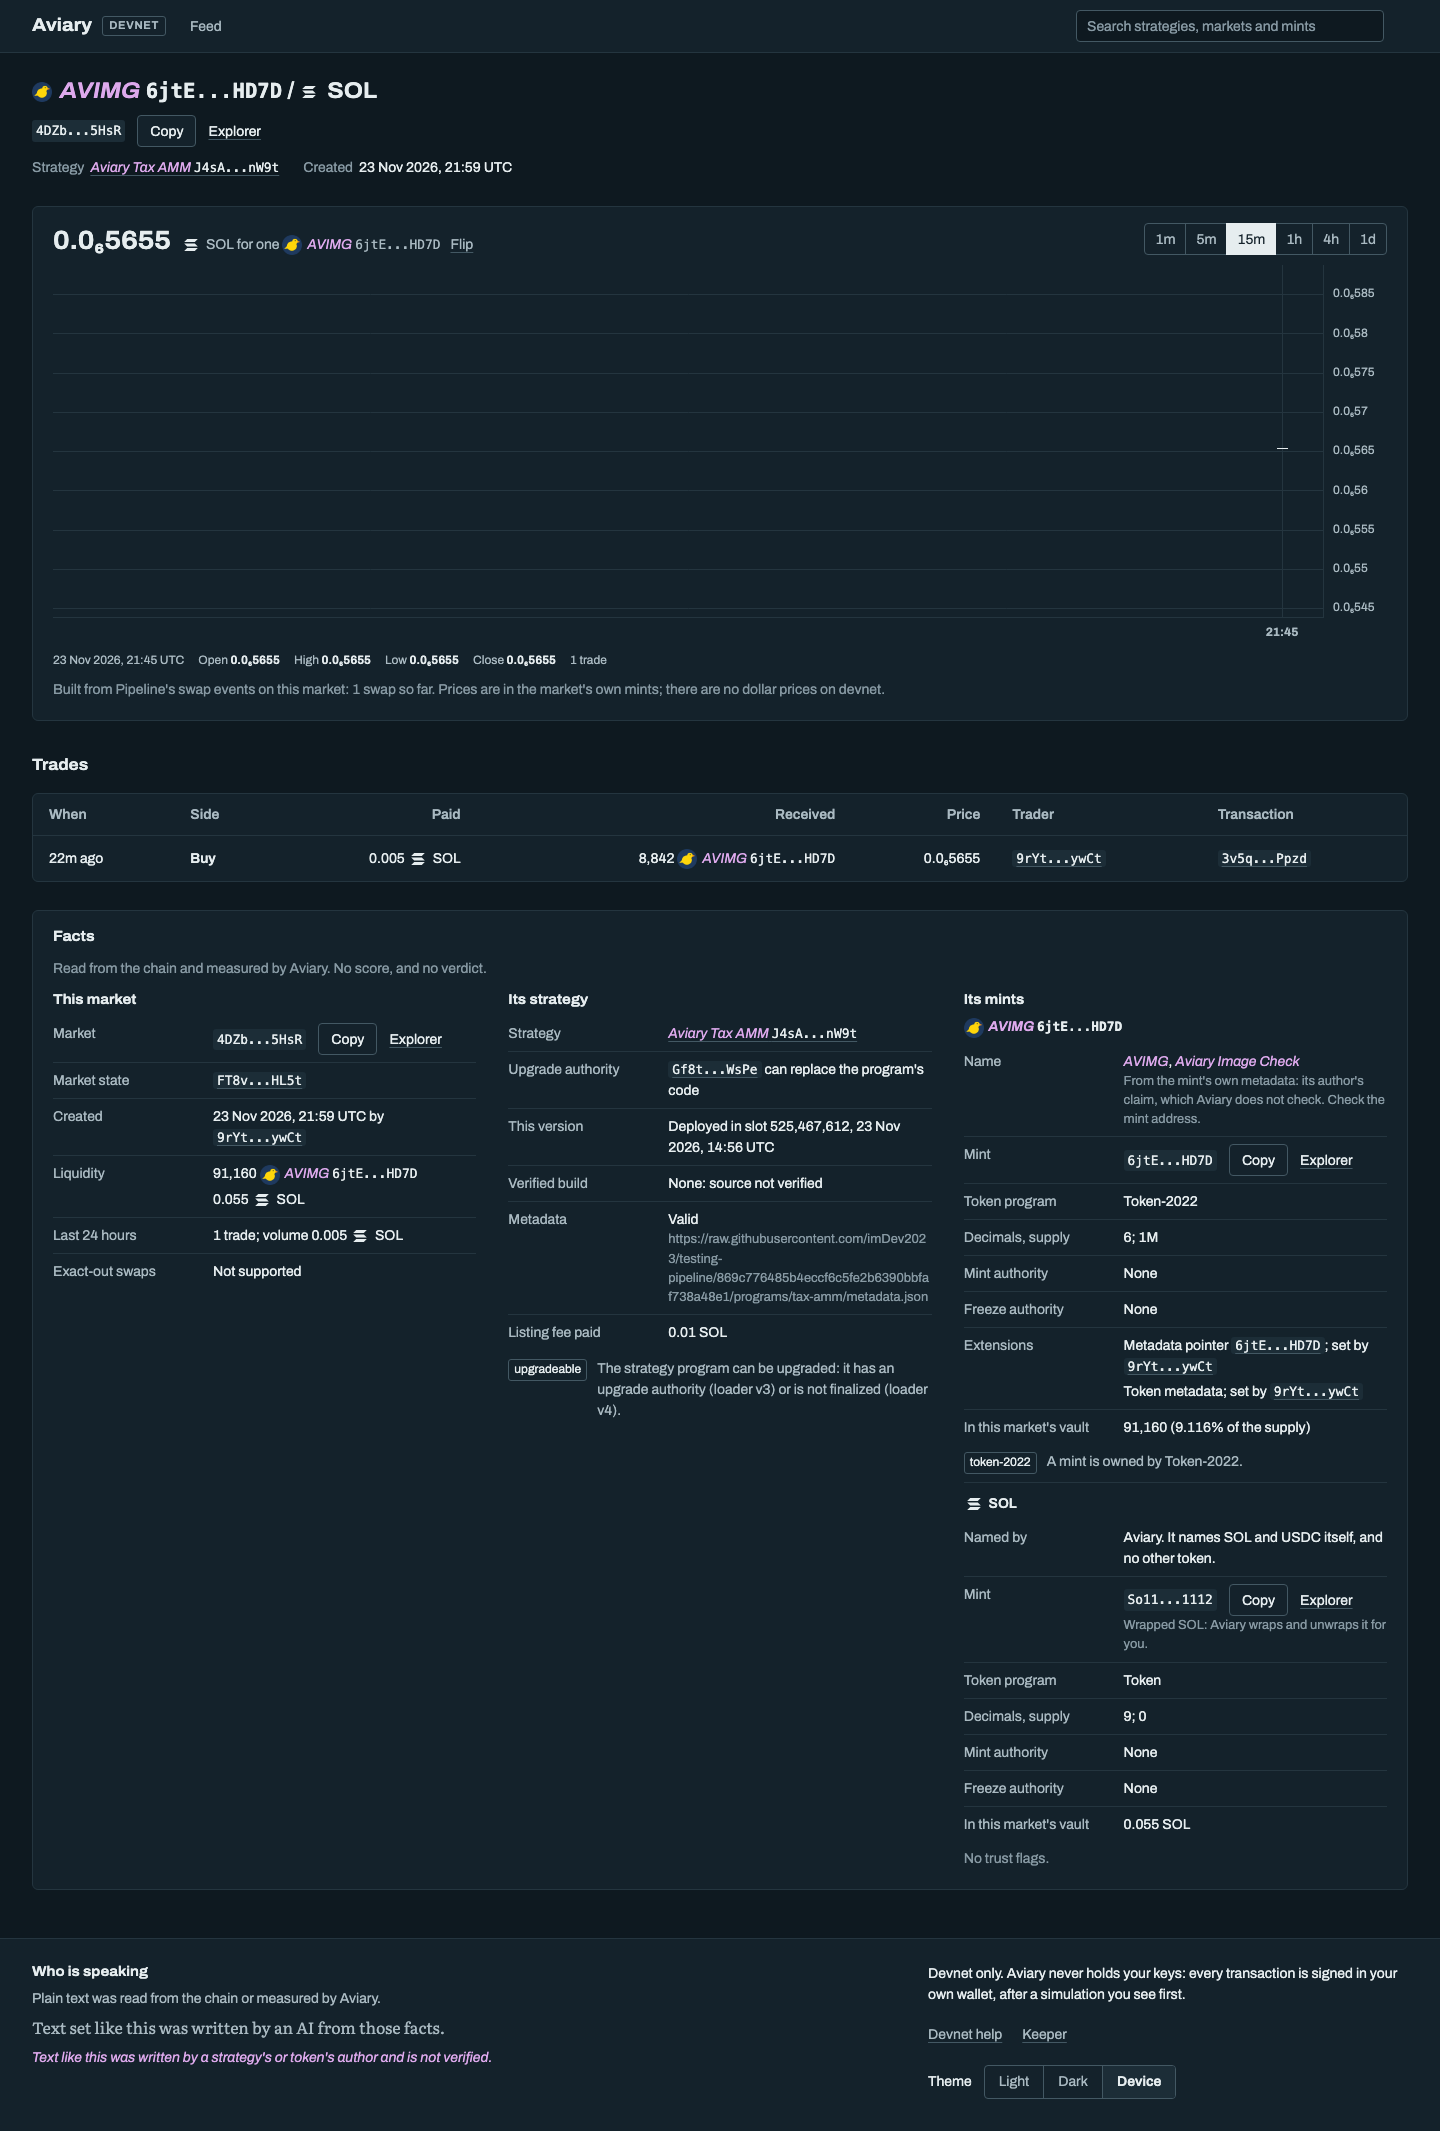 Aviary DEVNET Feed Search strategies, markets and mints
AVIMG 6jtE...HD7D / SOL
4DZb...5HsR Copy Explorer
Strategy Aviary Tax AMM J4sA...nW9t Created 23 Nov 2026, 21:59 UTC
0.0₆5655 SOL for one AVIMG 6jtE...HD7D Flip 1m 5m 15m 1h 4h 1d
0.0₆585
0.0₆58
0.0₆575
0.0₆57
0.0₆565
0.0₆56
0.0₆555
0.0₆55
0.0₆545
21:45
23 Nov 2026, 21:45 UTC Open 0.0₆5655 High 0.0₆5655 Low 0.0₆5655 Close 0.0₆5655 1 trade
Built from Pipeline's swap events on this market: 1 swap so far. Prices are in the market's own mints; there are no dollar prices on devnet.
Trades
When Side Paid Received Price Trader Transaction
22m ago Buy 0.005 SOL 8,842 AVIMG 6jtE...HD7D 0.0₆5655 9rYt...ywCt 3v5q...Ppzd
Facts
Read from the chain and measured by Aviary. No score, and no verdict.
This market
Market 4DZb...5HsR Copy Explorer
Market state FT8v...HL5t
Created 23 Nov 2026, 21:59 UTC by
9rYt...ywCt
Liquidity 91,160 AVIMG 6jtE...HD7D
0.055 SOL
Last 24 hours 1 trade; volume 0.005 SOL
Exact-out swaps Not supported
Its strategy
Strategy Aviary Tax AMM J4sA...nW9t
Upgrade authority Gf8t...WsPe can replace the program's
code
This version Deployed in slot 525,467,612, 23 Nov
2026, 14:56 UTC
Verified build None: source not verified
Metadata Valid
https://raw.githubusercontent.com/imDev202
3/testing-
pipeline/869c776485b4eccf6c5fe2b6390bbfa
f738a48e1/programs/tax-amm/metadata.json
Listing fee paid 0.01 SOL
upgradeable The strategy program can be upgraded: it has an
upgrade authority (loader v3) or is not finalized (loader
v4).
Its mints
AVIMG 6jtE...HD7D
Name AVIMG, Aviary Image Check
From the mint's own metadata: its author's
claim, which Aviary does not check. Check the
mint address.
Mint 6jtE...HD7D Copy Explorer
Token program Token-2022
Decimals, supply 6; 1M
Mint authority None
Freeze authority None
Extensions Metadata pointer 6jtE...HD7D; set by
9rYt...ywCt
Token metadata; set by 9rYt...ywCt
In this market's vault 91,160 (9.116% of the supply)
token-2022 A mint is owned by Token-2022.
SOL
Named by Aviary. It names SOL and USDC itself, and
no other token.
Mint So11...1112 Copy Explorer
Wrapped SOL: Aviary wraps and unwraps it for
you.
Token program Token
Decimals, supply 9; 0
Mint authority None
Freeze authority None
In this market's vault 0.055 SOL
No trust flags.
Who is speaking
Plain text was read from the chain or measured by Aviary.
Text set like this was written by an AI from those facts.
Text like this was written by a strategy's or token's author and is not verified.
Devnet only. Aviary never holds your keys: every transaction is signed in your
own wallet, after a simulation you see first.
Devnet help Keeper
Theme Light Dark Device